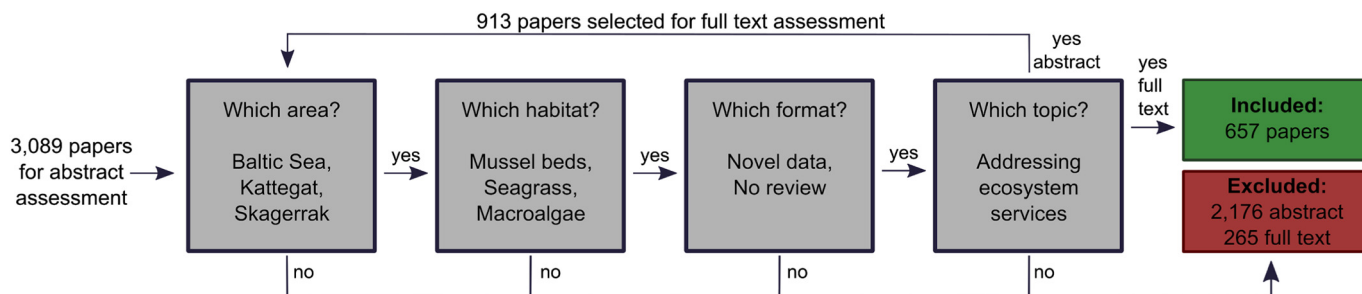 913 papers selected for full text assessment
3,089 papers
for abstract
assessment
Which area?
Baltic Sea,
Kattegat,
Skagerrak
yes
no
Which habitat?
Mussel beds,
Seagrass,
Macroalgae
yes
no
Which format?
Novel data,
No review
yes
no
Which topic?
Addressing
ecosystem
services
yes
abstract
no
yes
full
text
Included:
657 papers
Excluded:
2,176 abstract
265 full text